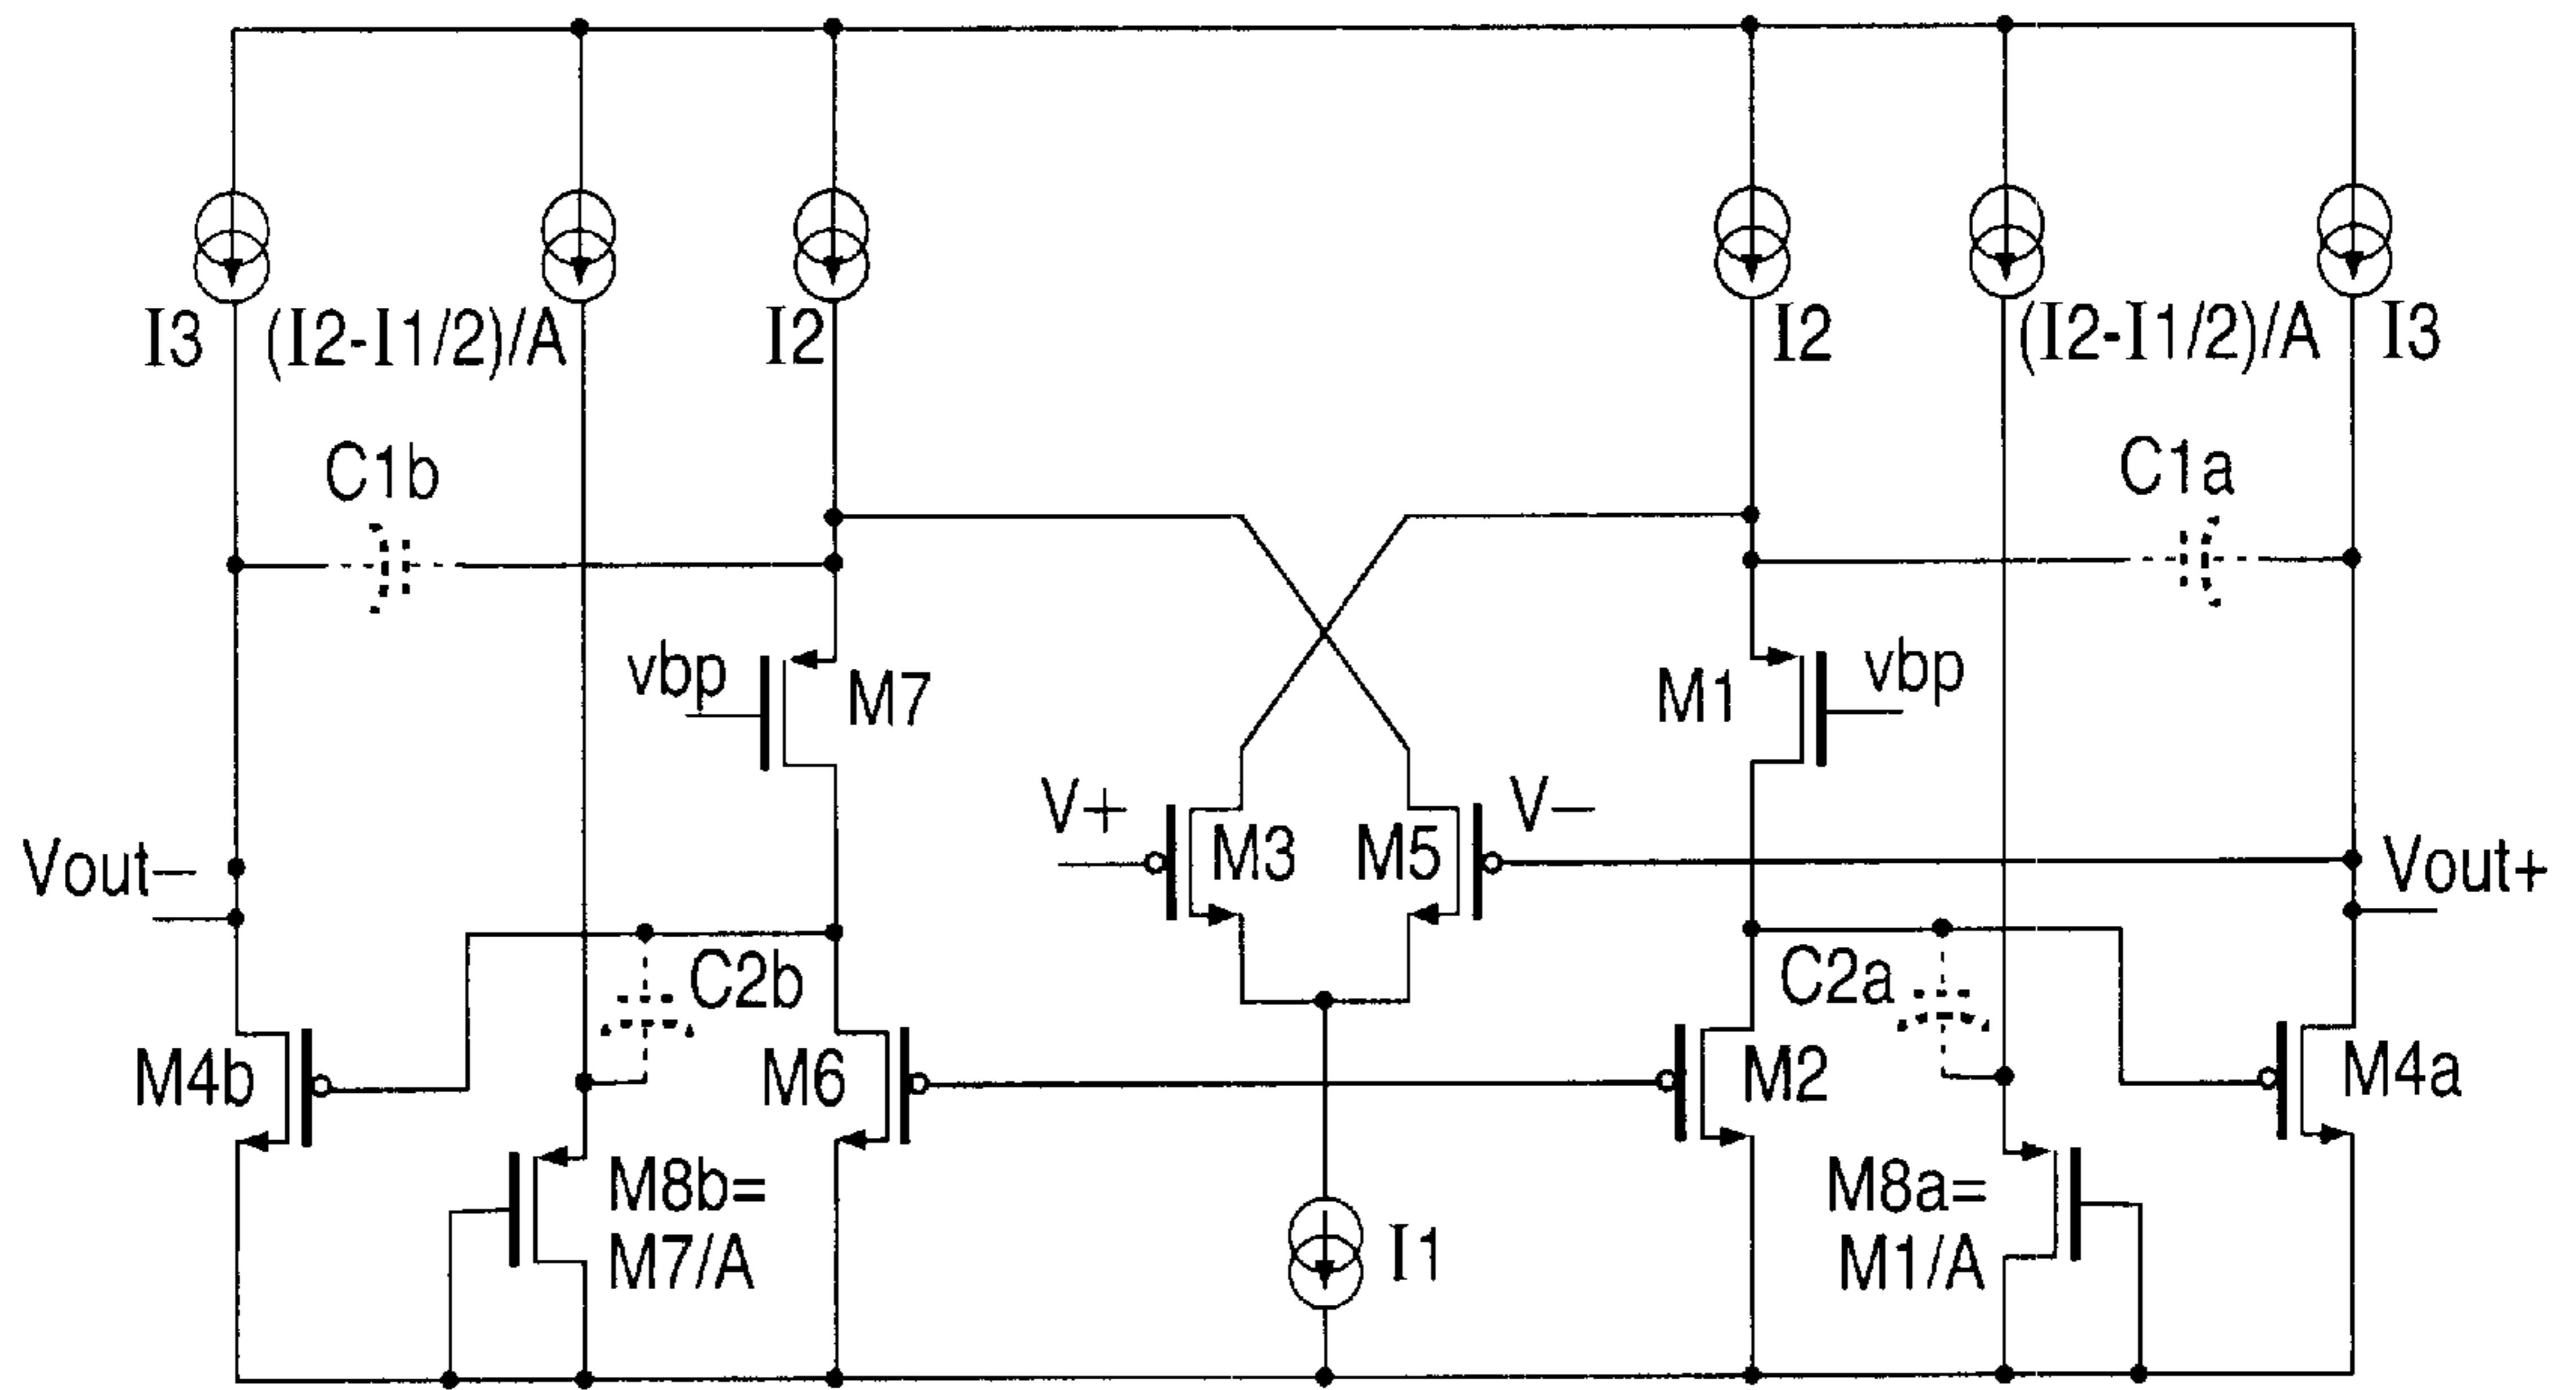 I3
(I2-I1/2)/A
I2
I2
(I2-I1/2)/A
I3
C1b
C1a
vbp
M7
M1
vbp
V+
M3
M5
V−
Vout−
Vout+
C2b
C2a
M4b
M6
M2
M4a
M8b=
M7/A
I1
M8a=
M1/A